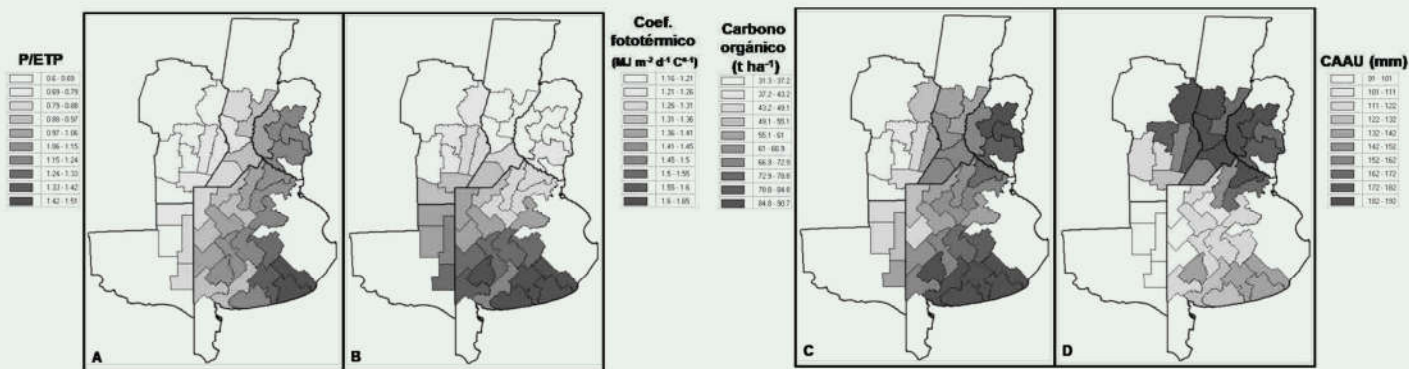 P/ETP
0.6 - 0.69
0.69 - 0.79
0.79 - 0.88
0.88 - 0.97
0.97 - 1.06
1.06 - 1.15
1.15 - 1.24
1.24 - 1.33
1.33 - 1.42
1.42 - 1.51
A
B
Coef.
fototérmico
(MJ m⁻² d⁻¹ Cº⁻¹)
1.16 - 1.21
1.21 - 1.26
1.26 - 1.31
1.31 - 1.36
1.36 - 1.41
1.41 - 1.45
1.45 - 1.5
1.5 - 1.55
1.55 - 1.6
1.6 - 1.65
Carbono
orgánico
(t ha⁻¹)
31.3 - 37.2
37.2 - 43.2
43.2 - 49.1
49.1 - 55.1
55.1 - 61
61 - 66.9
66.9 - 72.9
72.9 - 78.8
78.8 - 84.8
84.8 - 90.7
C
D
CAAU (mm)
91 - 101
101 - 111
111 - 122
122 - 132
132 - 142
142 - 152
152 - 162
162 - 172
172 - 182
182 - 192